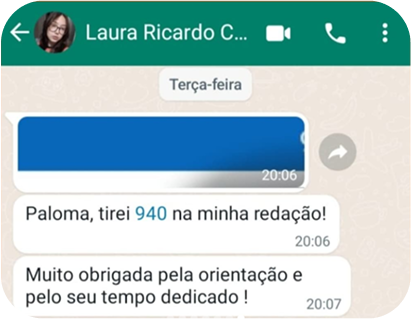 Laura Ricardo C...
Terça-feira
20:06
Paloma, tirei 940 na minha redação!
20:06
Muito obrigada pela orientação e
pelo seu tempo dedicado !
20:07